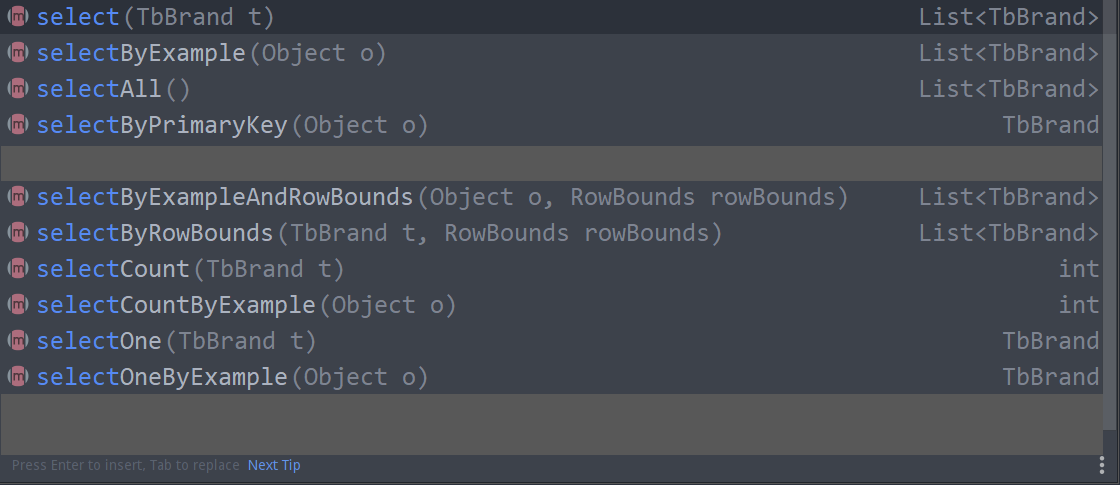 select(TbBrand t) List<TbBrand>
selectByExample(Object o) List<TbBrand>
selectAll() List<TbBrand>
selectByPrimaryKey(Object o) TbBrand
selectByExampleAndRowBounds(Object o, RowBounds rowBounds) List<TbBrand>
selectByRowBounds(TbBrand t, RowBounds rowBounds) List<TbBrand>
selectCount(TbBrand t) int
selectCountByExample(Object o) int
selectOne(TbBrand t) TbBrand
selectOneByExample(Object o) TbBrand
Press Enter to insert, Tab to replace Next Tip